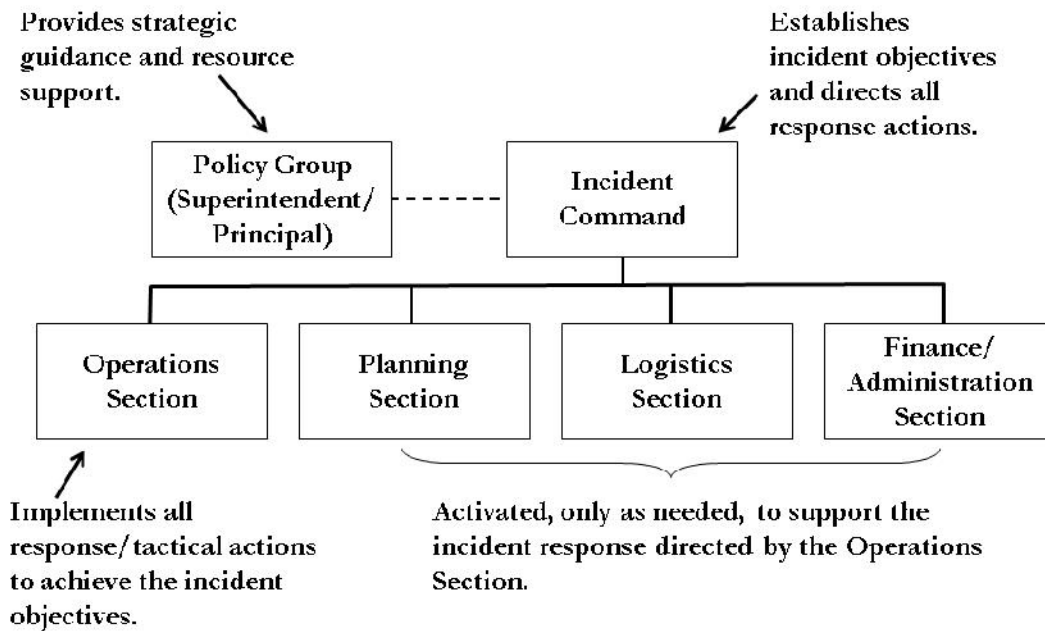 Provides strategic
guidance and resource
support.
Establishes
incident objectives
and directs all
response actions.
Policy Group
(Superintendent/
Principal)
Incident
Command
Operations
Section
Planning
Section
Logistics
Section
Finance/
Administration
Section
Implements all
response/tactical actions
to achieve the incident
objectives.
Activated, only as needed, to support the
incident response directed by the Operations
Section.